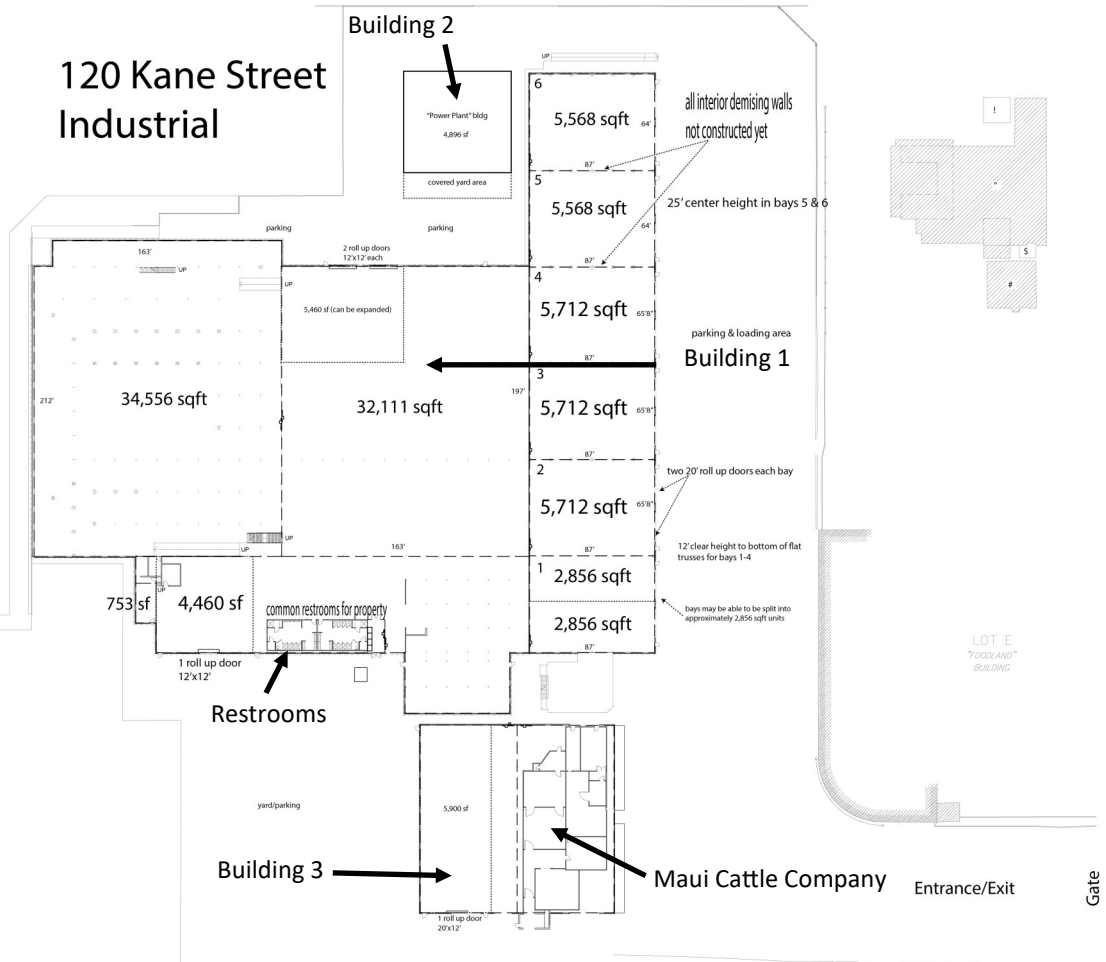 120 Kane Street
Industrial
Building 2
UP
"Power Plant" bldg
4,896 sf
covered yard area
parking
parking
6
5,568 sqft
64'
87'
all interior demising walls
not constructed yet
5
5,568 sqft
64'
87'
25' center height in bays 5 & 6
163'
UP
UP
2 roll up doors
12'x12' each
5,460 sf (can be expanded)
4
5,712 sqft
65'8"
87'
parking & loading area
Building 1
212'
34,556 sqft
32,111 sqft
197'
3
5,712 sqft
65'8"
87'
2
5,712 sqft
65'8"
87'
two 20' roll up doors each bay
12' clear height to bottom of flat
trusses for bays 1-4
UP
UP
163'
1
2,856 sqft
2,856 sqft
87'
bays may be able to be split into
approximately 2,856 sqft units
UP
753 sf
4,460 sf
common restrooms for property
1 roll up door
12'x12'
Restrooms
yard/parking
5,900 sf
Building 3
1 roll up door
20'x12'
Maui Cattle Company
Entrance/Exit
Gate
LOT E
"FOODLAND"
BUILDING
!
"
$
#